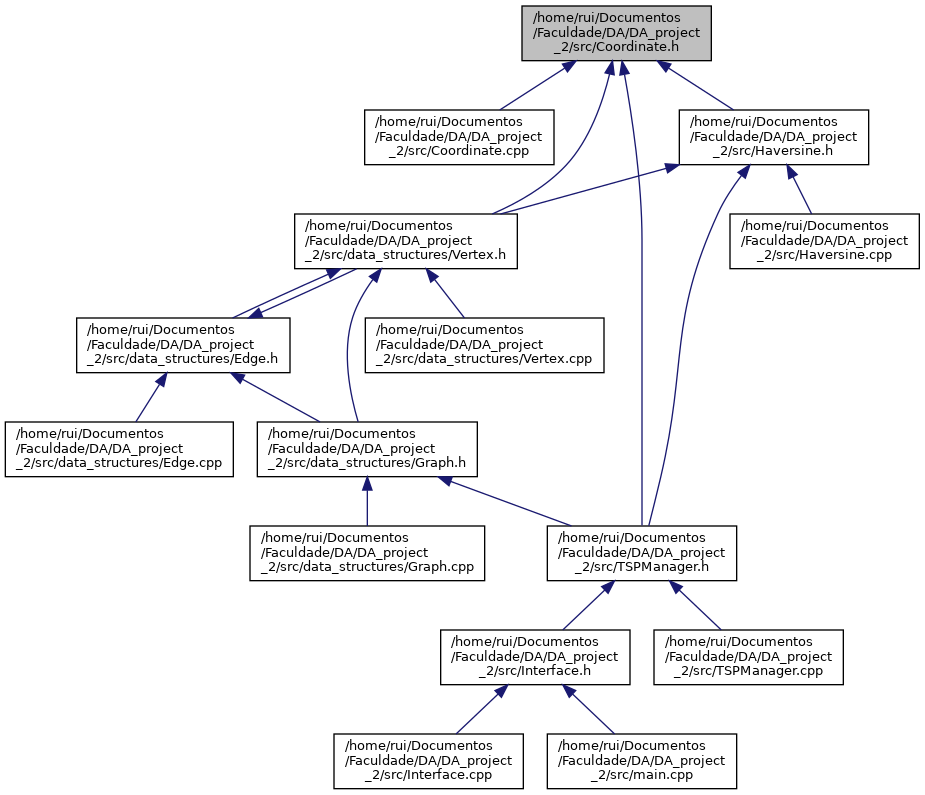 /home/rui/Documentos
/Faculdade/DA/DA_project
_2/src/Coordinate.h
/home/rui/Documentos
/Faculdade/DA/DA_project
_2/src/Coordinate.cpp
/home/rui/Documentos
/Faculdade/DA/DA_project
_2/src/Haversine.h
/home/rui/Documentos
/Faculdade/DA/DA_project
_2/src/data_structures/Vertex.h
/home/rui/Documentos
/Faculdade/DA/DA_project
_2/src/Haversine.cpp
/home/rui/Documentos
/Faculdade/DA/DA_project
_2/src/data_structures/Edge.h
/home/rui/Documentos
/Faculdade/DA/DA_project
_2/src/data_structures/Vertex.cpp
/home/rui/Documentos
/Faculdade/DA/DA_project
_2/src/data_structures/Edge.cpp
/home/rui/Documentos
/Faculdade/DA/DA_project
_2/src/data_structures/Graph.h
/home/rui/Documentos
/Faculdade/DA/DA_project
_2/src/data_structures/Graph.cpp
/home/rui/Documentos
/Faculdade/DA/DA_project
_2/src/TSPManager.h
/home/rui/Documentos
/Faculdade/DA/DA_project
_2/src/Interface.h
/home/rui/Documentos
/Faculdade/DA/DA_project
_2/src/TSPManager.cpp
/home/rui/Documentos
/Faculdade/DA/DA_project
_2/src/Interface.cpp
/home/rui/Documentos
/Faculdade/DA/DA_project
_2/src/main.cpp